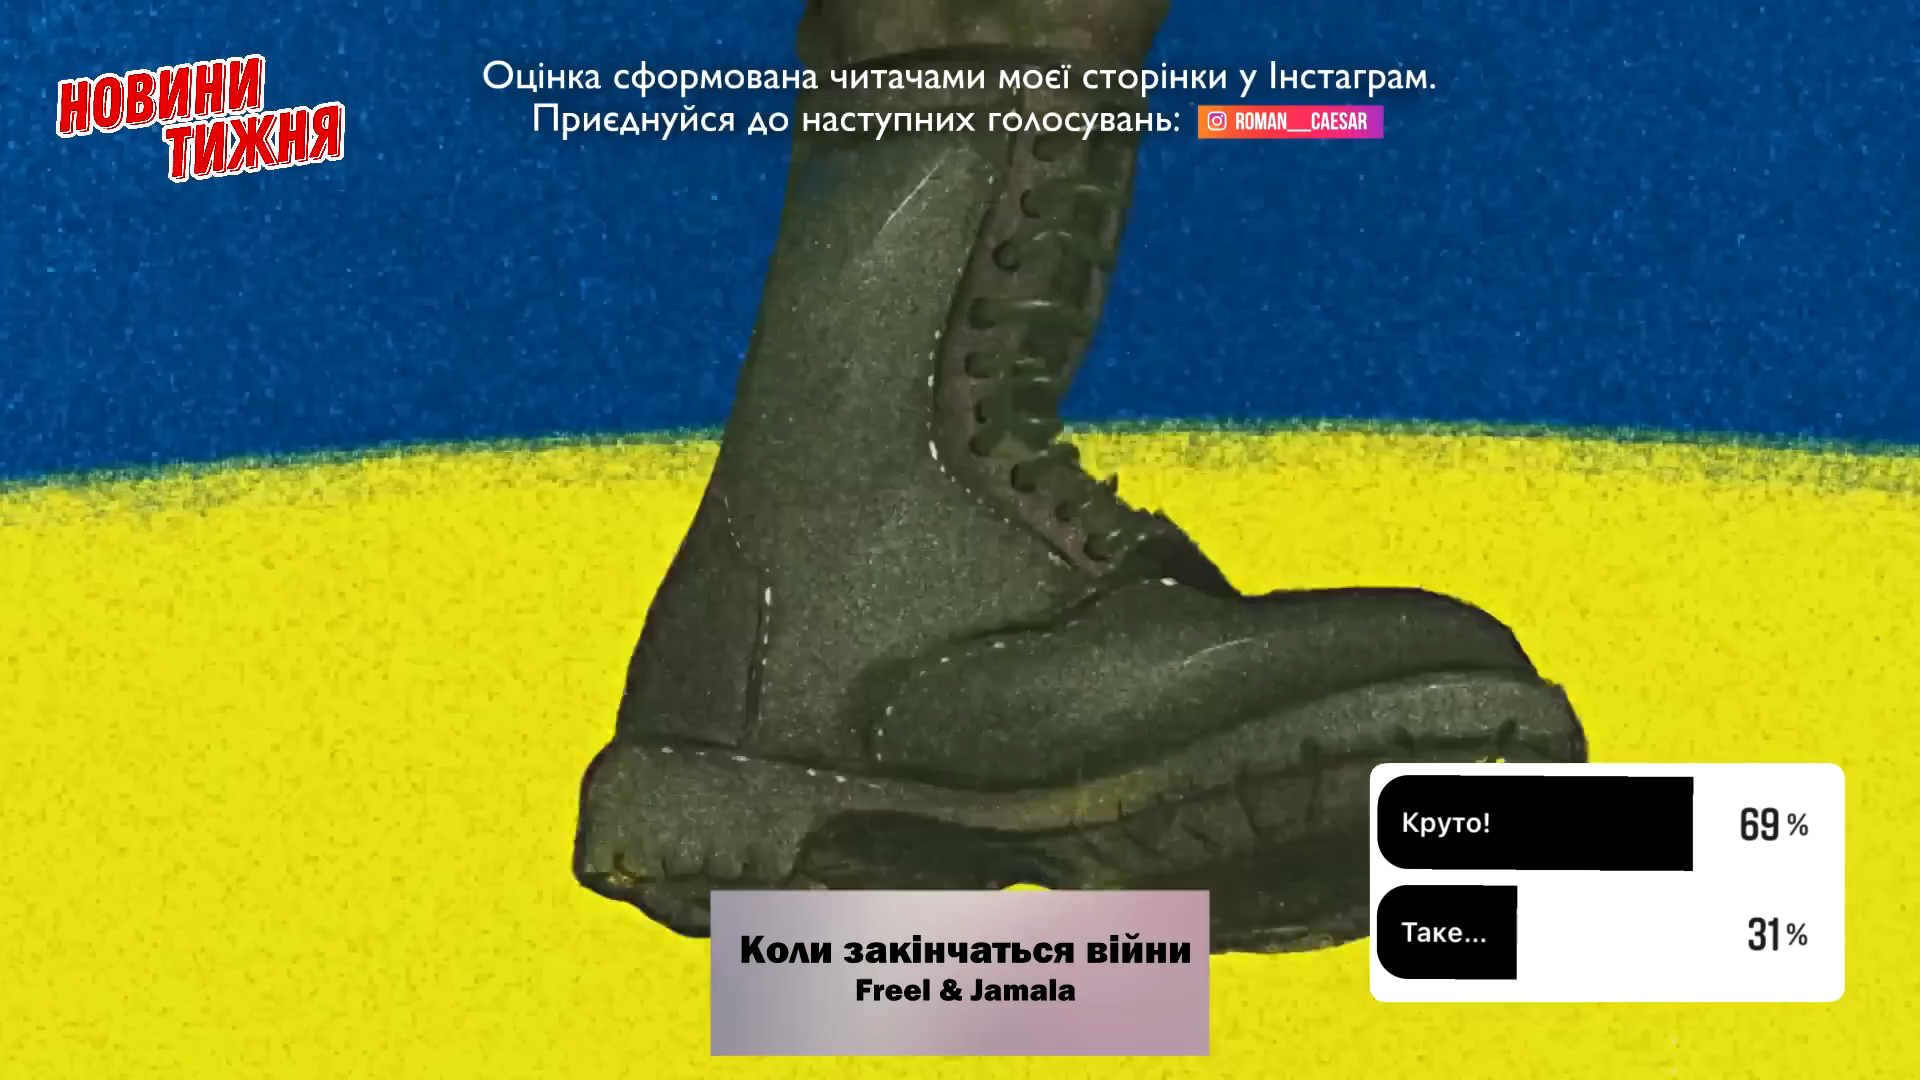 НОВИНИ
ТИЖНЯ
Оцінка сформована читачами моєї сторінки у Інстаграм.
Приєднуйся до наступних голосувань: ROMAN__CAESAR
Круто! 69%
Таке... 31%
Коли закінчаться війни
Freel & Jamala